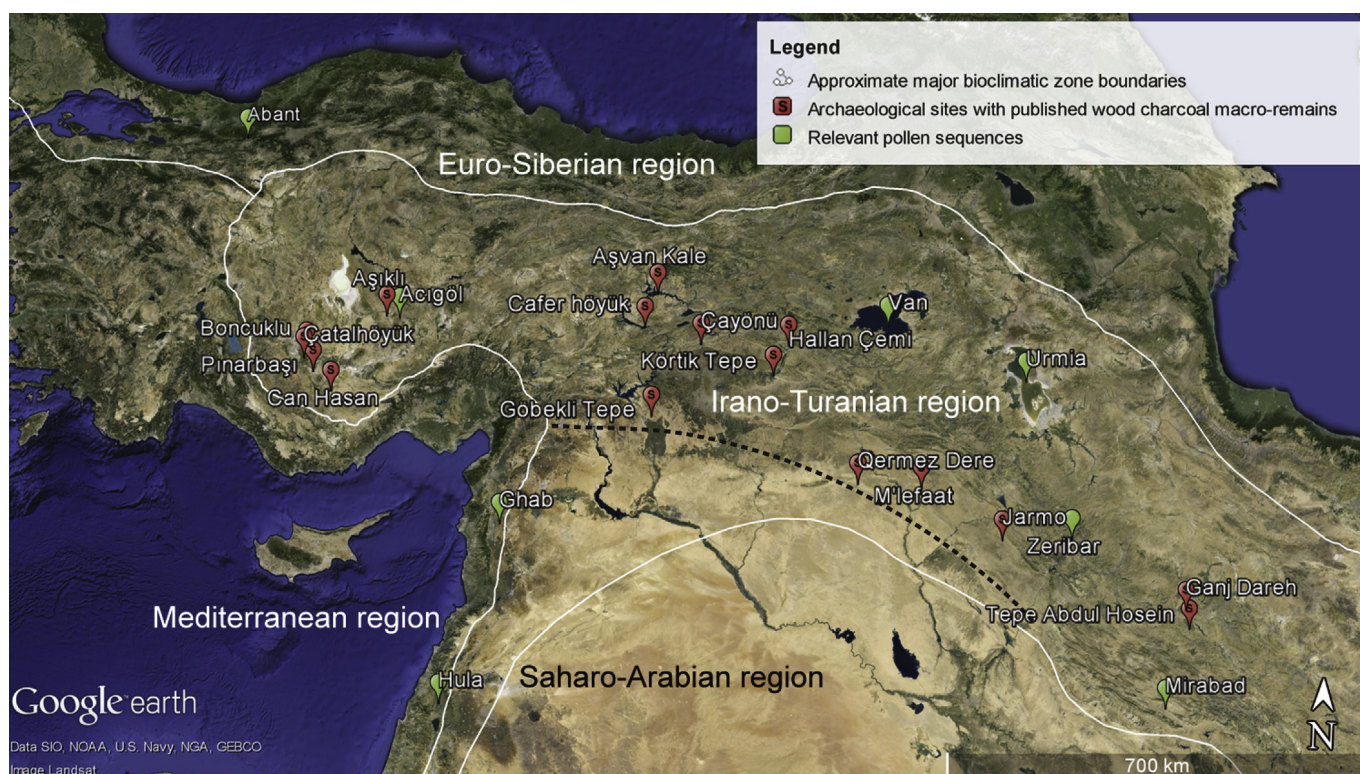 Legend
Approximate major bioclimatic zone boundaries
S Archaeological sites with published wood charcoal macro-remains
Relevant pollen sequences
Abant
Euro-Siberian region
Aşvan Kale
S
Aşıklı
S
Acıgöl
Cafer höyük
S
Van
Boncuklu
S
Çatalhöyük
Çayönü
S
S
Hallan Çemi
Pınarbaşı
S
Körtik Tepe
S
Urmia
Can Hasan
S
Göbekli Tepe
S
Irano-Turanian region
S
Qermez Dere
S
M'lefaat
Ghab
S
Jarmo
Zeribar
Mediterranean region
S
Ganj Dareh
Tepe Abdul Hosein
S
Saharo-Arabian region
Hula
Mirabad
Google earth
N
Data SIO, NOAA, U.S. Navy, NGA, GEBCO
Image Landsat
700 km